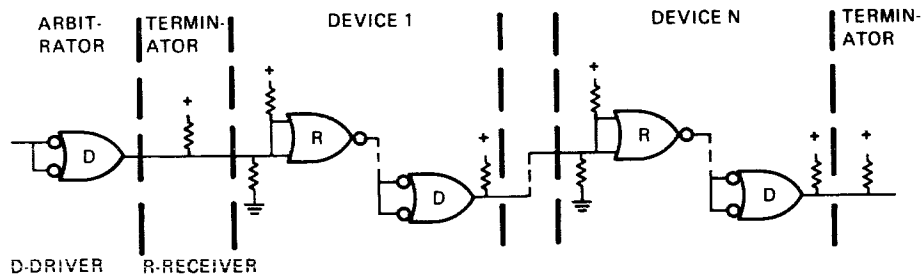 ARBIT-
RATOR
TERMIN-
ATOR
DEVICE 1
DEVICE N
TERMIN-
ATOR
+
+
+
+
+
+
D
R
D
R
D
D-DRIVER
R-RECEIVER